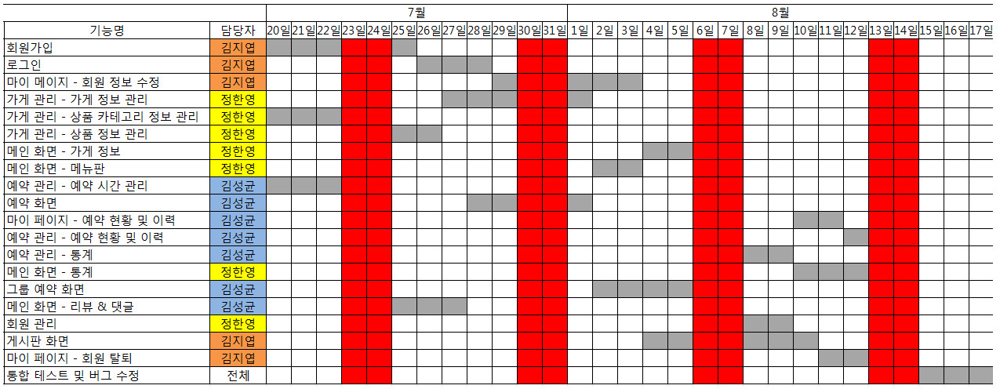 7월 8월
기능명 담당자 20일 21일 22일 23일 24일 25일 26일 27일 28일 29일 30일 31일 1일 2일 3일 4일 5일 6일 7일 8일 9일 10일 11일 12일 13일 14일 15일 16일 17일
회원가입 김지엽
로그인 김지엽
마이 메이지 - 회원 정보 수정 김지엽
가게 관리 - 가게 정보 관리 정한영
가게 관리 - 상품 카테고리 정보 관리 정한영
가게 관리 - 상품 정보 관리 정한영
메인 화면 - 가게 정보 정한영
메인 화면 - 메뉴판 정한영
예약 관리 - 예약 시간 관리 김성균
예약 화면 김성균
마이 페이지 - 예약 현황 및 이력 김성균
예약 관리 - 예약 현황 및 이력 김성균
예약 관리 - 통계 김성균
메인 화면 - 통계 정한영
그룹 예약 화면 김성균
메인 화면 - 리뷰 & 댓글 김성균
회원 관리 정한영
게시판 화면 김지엽
마이 페이지 - 회원 탈퇴 김지엽
통합 테스트 및 버그 수정 전체